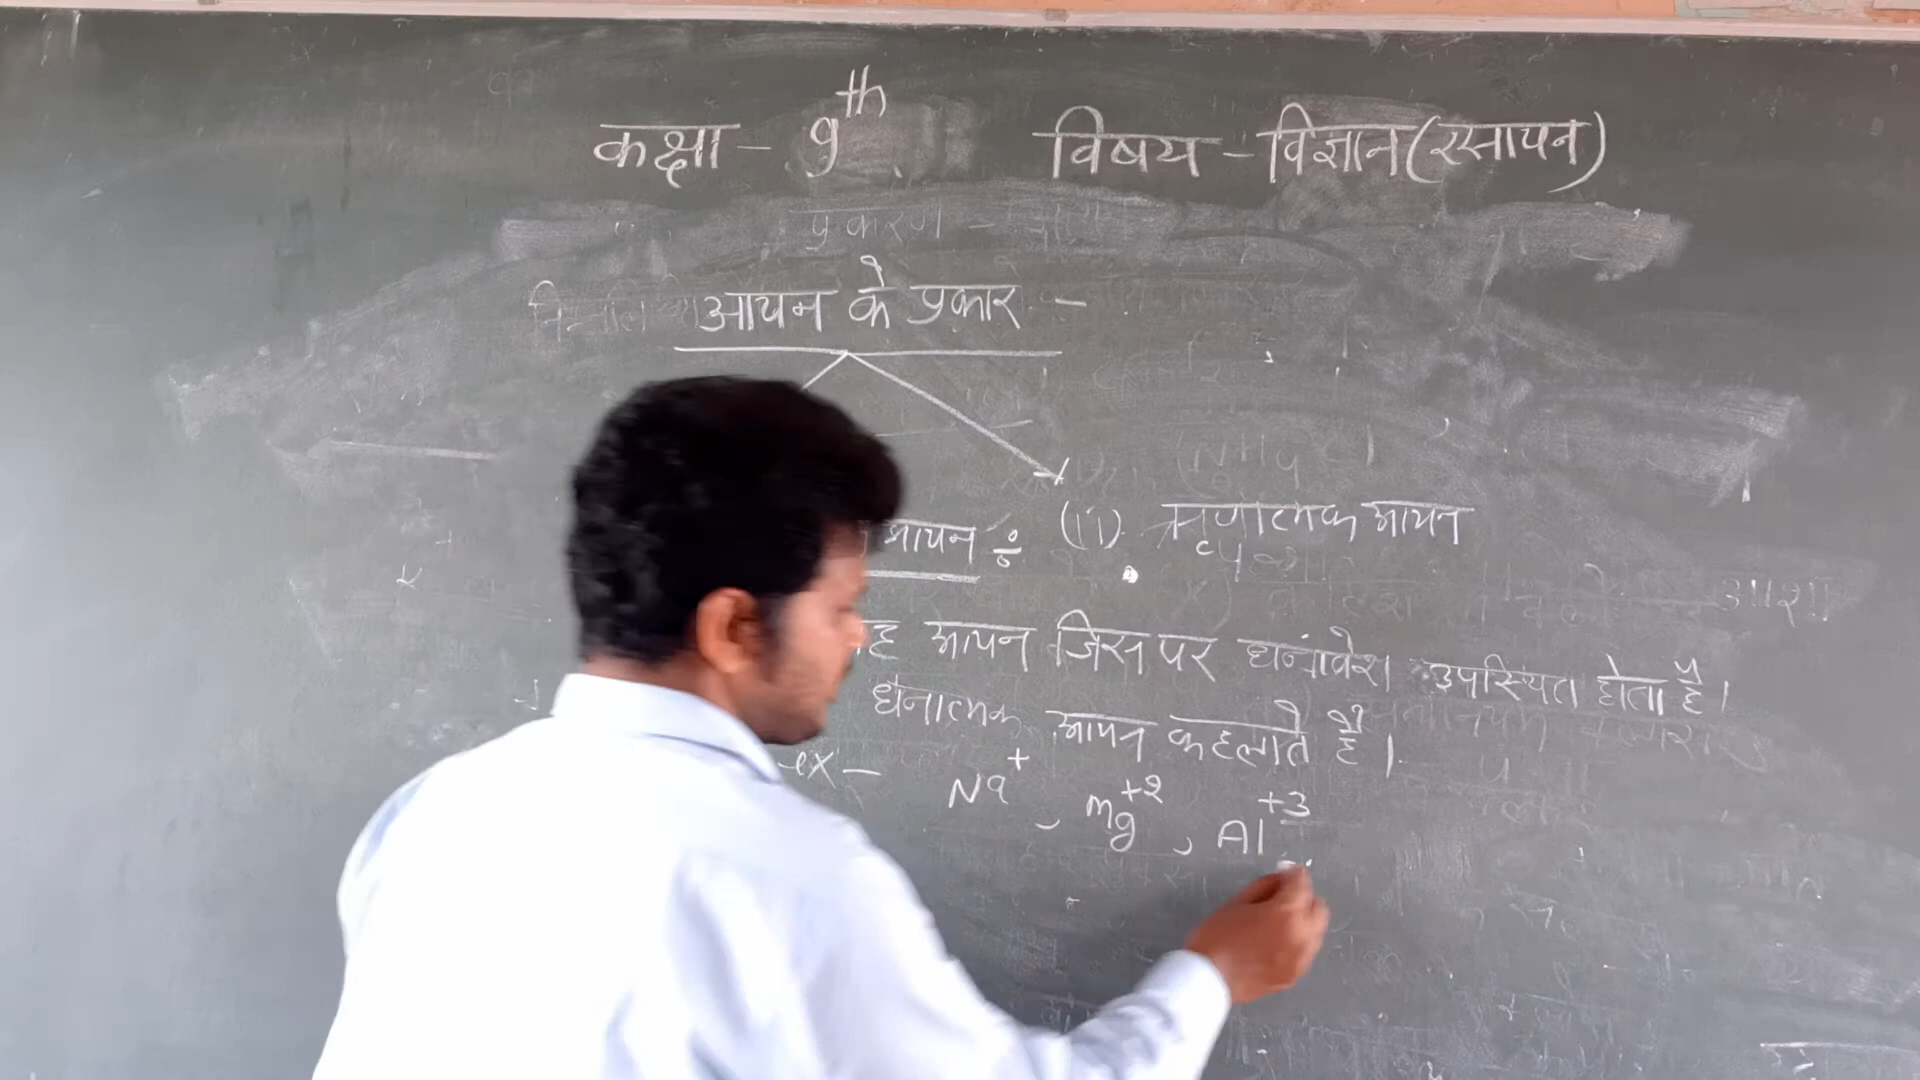 कक्षा - 9th विषय - विज्ञान (रसायन)
आयन के प्रकार -
आयन ÷ (ii) ऋणात्मक आयन
आयन जिस पर धनावेश उपस्थित होता है।
धनात्मक आयन कहलाते हैं।
ex - Na+, Mg+2, Al+3